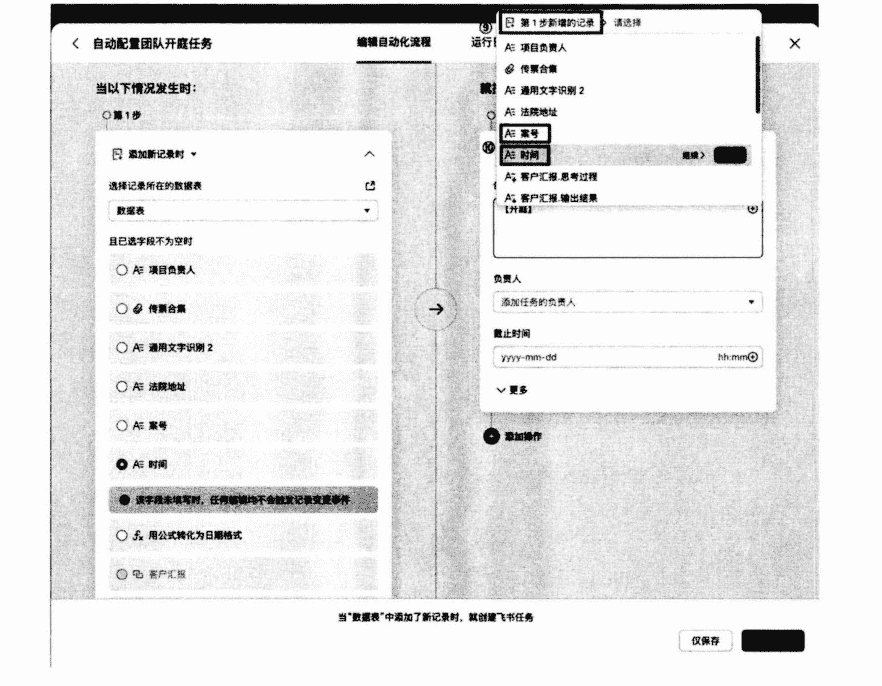 自动配置团队开庭任务
编辑自动化流程
运行日
当以下情况发生时：
第 1 步
添加新记录时
选择记录所在的数据表
数据表
且已选字段不为空时
A≡ 项目负责人
传票合集
A≡ 通用文字识别 2
A≡ 法院地址
A≡ 案号
A≡ 时间
该字段未填写时，任何编辑均不会触发记录变更事件
fx 用公式转化为日期格式
客户汇报
⑨
第 1 步新增的记录 > 请选择
A≡ 项目负责人
传票合集
A≡ 通用文字识别 2
A≡ 法院地址
A≡ 案号
⑩
A≡ 时间
继续 >
客户汇报.思考过程
客户汇报.输出结果
【开庭】
负责人
添加任务的负责人
截止时间
yyyy-mm-dd hh:mm
更多
添加操作
当“数据表”中添加了新记录时，就创建飞书任务
仅保存